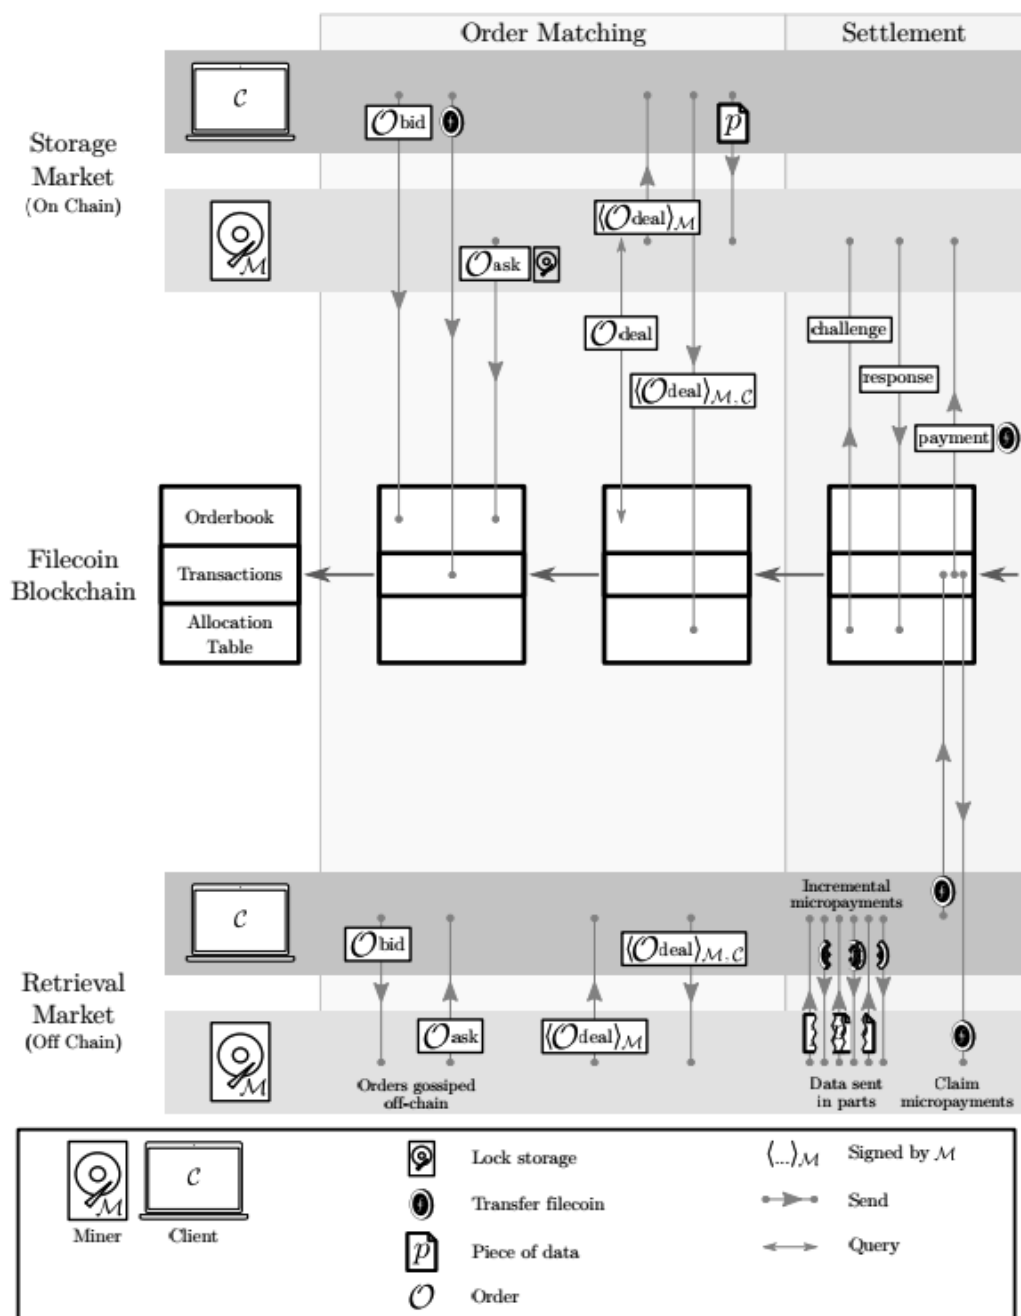 Order Matching
Settlement
C
O bid
p
Storage
Market
(On Chain)
⟨O deal⟩M
M
O ask
challenge
O deal
response
⟨O deal⟩M,C
payment
Orderbook
Filecoin
Blockchain
Transactions
Allocation
Table
C
Incremental
micropayments
O bid
⟨O deal⟩M,C
Retrieval
Market
(Off Chain)
O ask
⟨O deal⟩M
M
Orders gossiped
off-chain
Data sent
in parts
Claim
micropayments
M
Miner
C
Client
Lock storage
Transfer filecoin
p
Piece of data
O
Order
⟨...⟩M
Signed by M
Send
Query